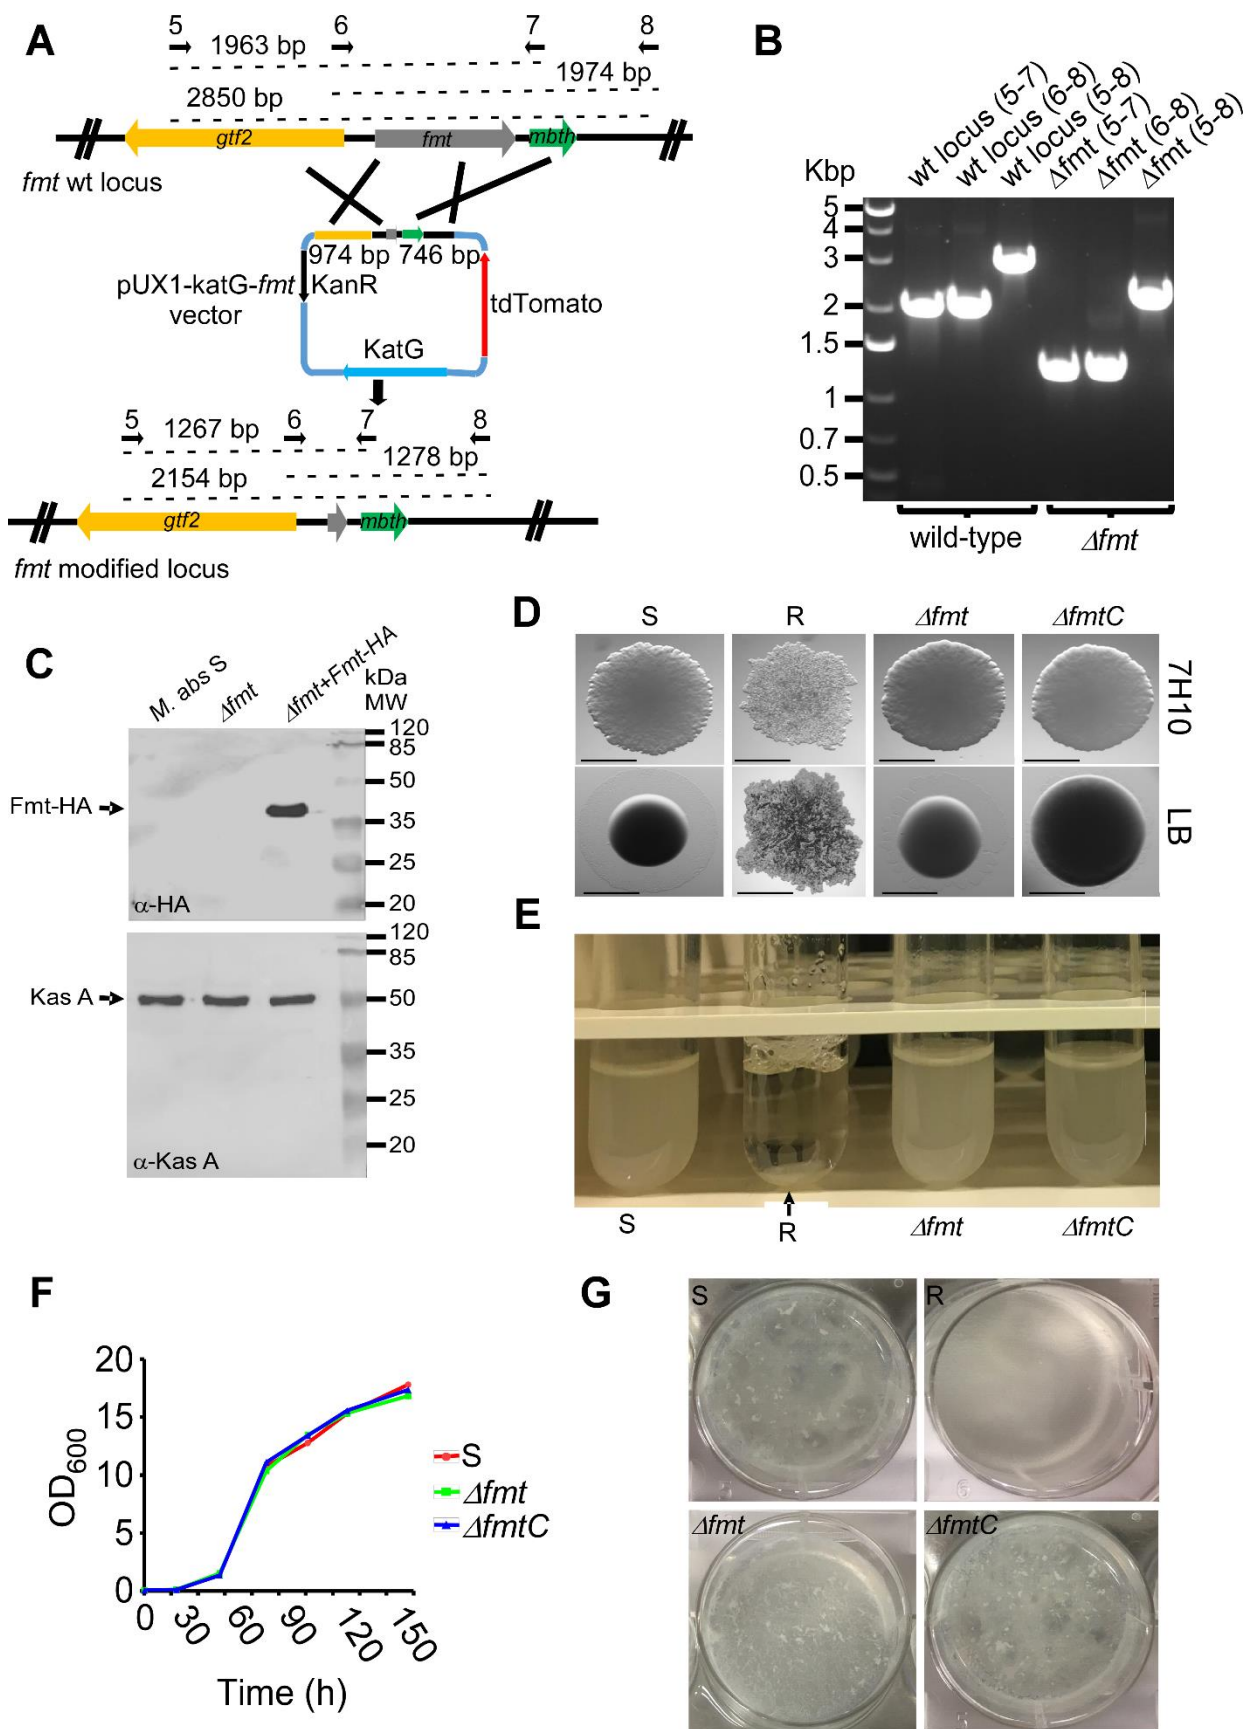 A
5 6 7 8
1963 bp
1974 bp
2850 bp
gtf2 fmt mbth
fmt wt locus
974 bp 746 bp
pUX1-katG-fmt
vector
KanR
tdTomato
KatG
5 6 7 8
1267 bp
1278 bp
2154 bp
gtf2 mbth
fmt modified locus
B
wt locus (5-7)
wt locus (6-8)
wt locus (5-8)
Δfmt (5-7)
Δfmt (6-8)
Δfmt (5-8)
Kbp
5
4
3
2
1.5
1
0.7
0.5
wild-type Δfmt
C
M. abs S
Δfmt
Δfmt+Fmt-HA
kDa
MW
120
85
50
35
25
20
Fmt-HA
α-HA
120
85
50
35
25
20
Kas A
α-Kas A
D
S R Δfmt ΔfmtC
7H10
LB
E
S R Δfmt ΔfmtC
F
20
15
10
5
0
OD600
0 30 60 90 120 150
Time (h)
S
Δfmt
ΔfmtC
G
S R
Δfmt ΔfmtC